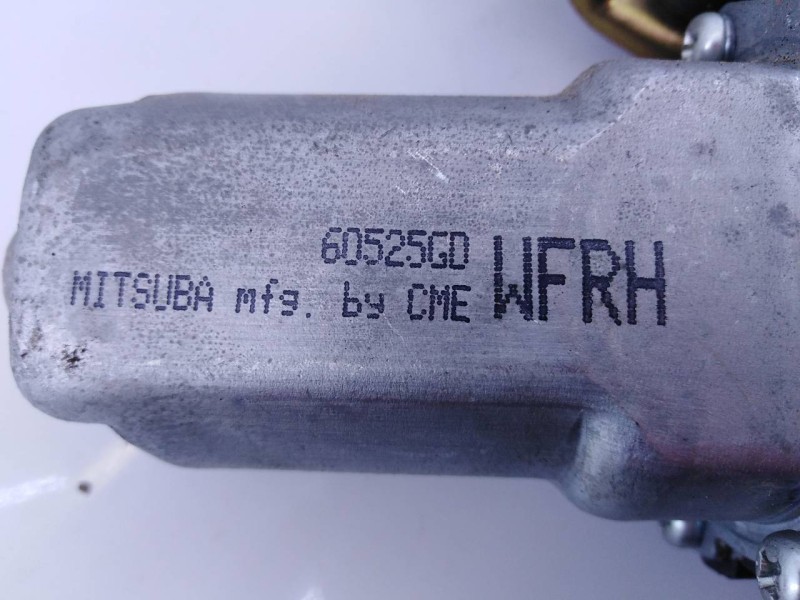 60525GD
MITSUBA mfg. by CME WFRH